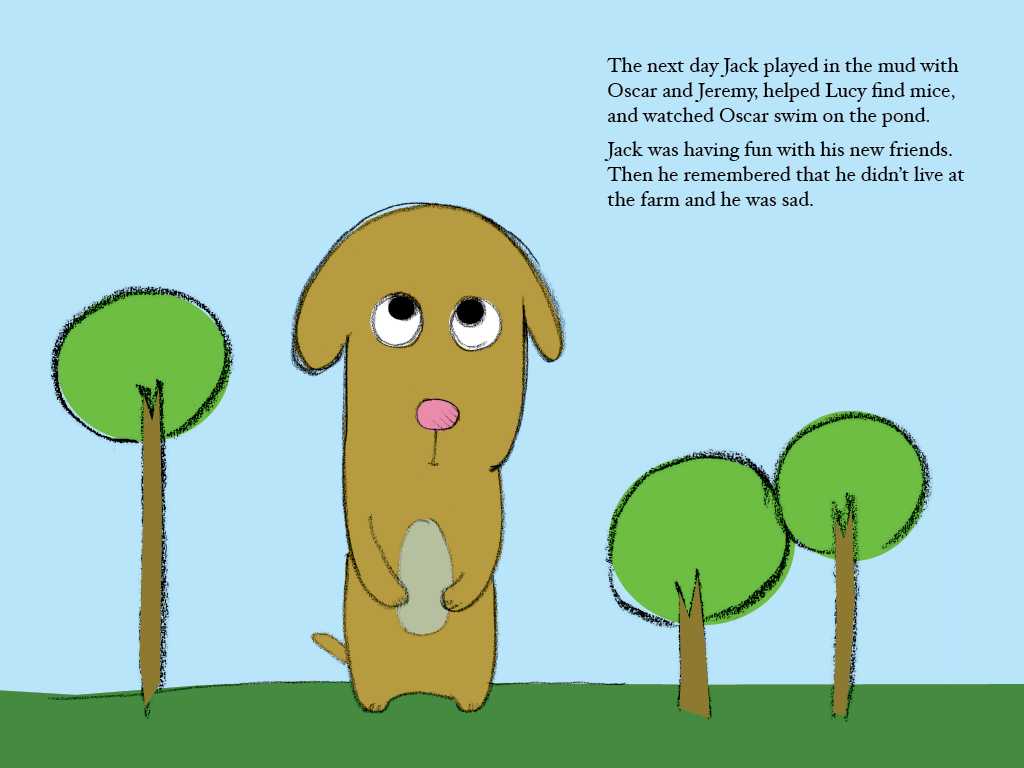 The next day Jack played in the mud with
Oscar and Jeremy, helped Lucy find mice,
and watched Oscar swim on the pond.
Jack was having fun with his new friends.
Then he remembered that he didn’t live at
the farm and he was sad.